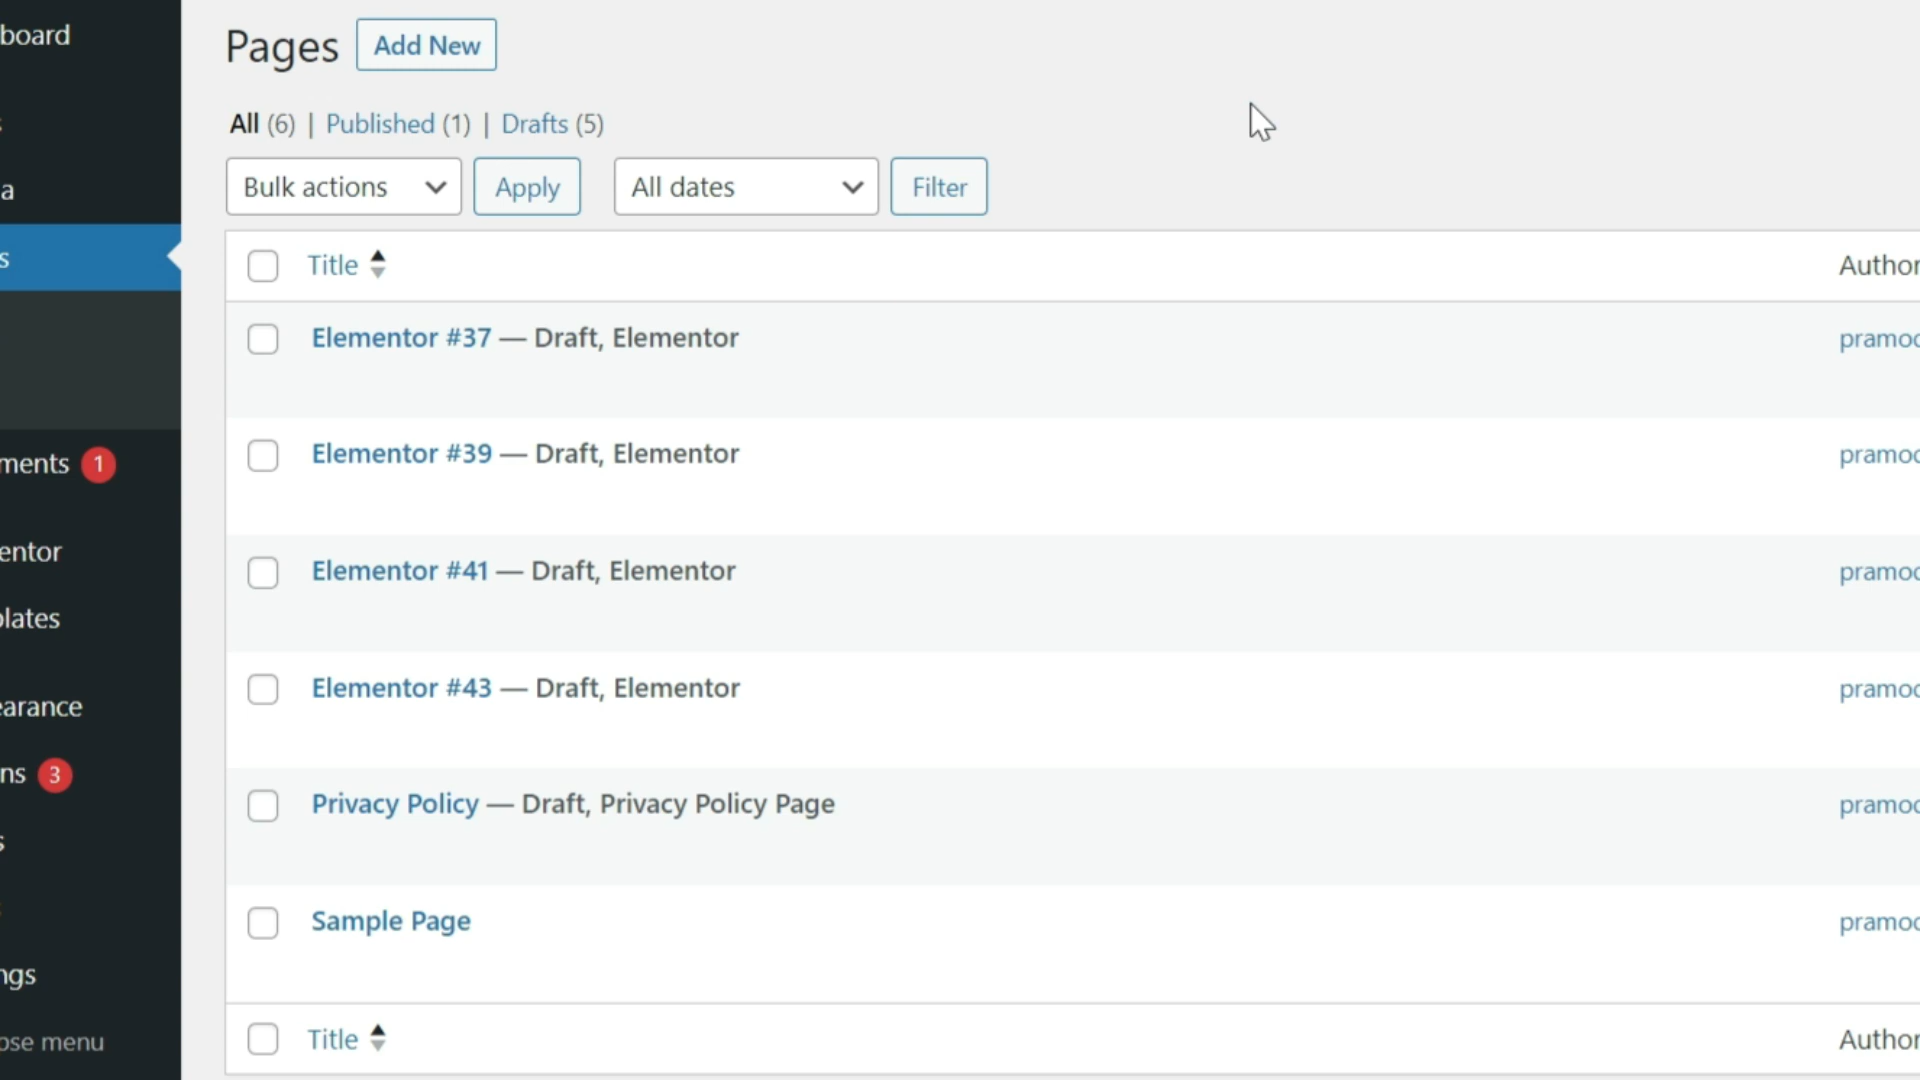 board
s
a
s
ments 1
entor
plates
earance
ns 3
s
ngs
ose menu
Pages Add New
All (6) | Published (1) | Drafts (5)
Bulk actions Apply All dates Filter
Title Author
Elementor #37 — Draft, Elementor pramod
Elementor #39 — Draft, Elementor pramod
Elementor #41 — Draft, Elementor pramod
Elementor #43 — Draft, Elementor pramod
Privacy Policy — Draft, Privacy Policy Page pramod
Sample Page pramod
Title Author